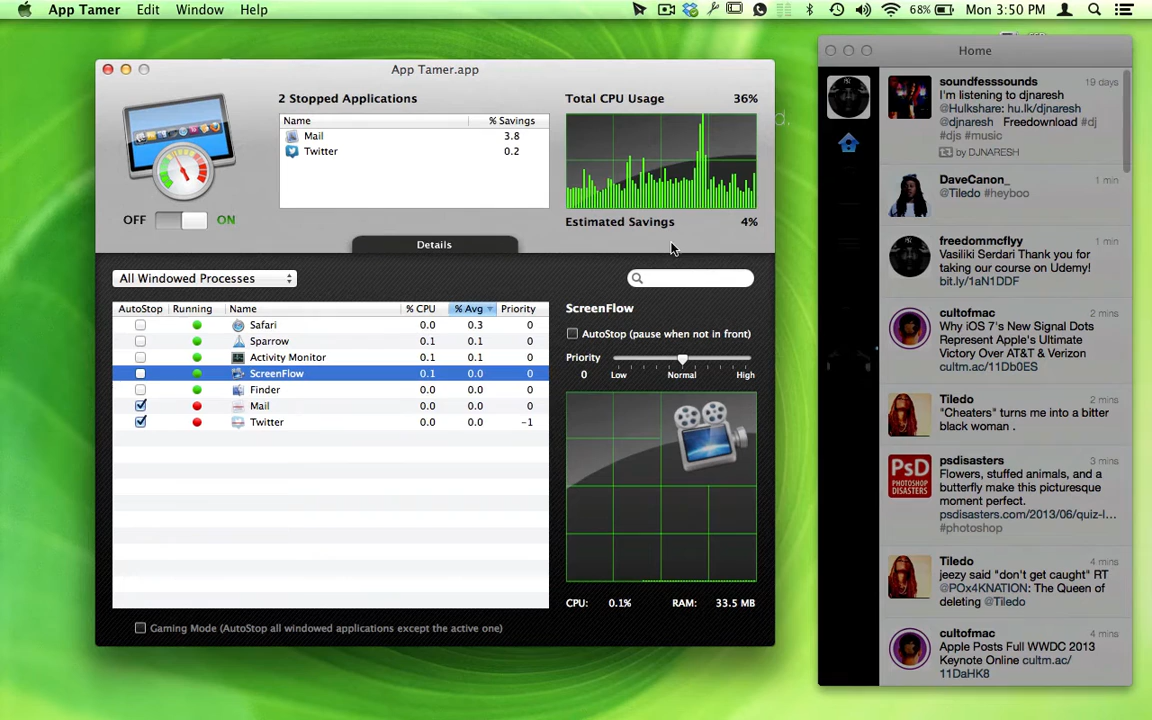 App Tamer Edit Window Help
68% Mon 3:50 PM
App Tamer.app
2 Stopped Applications
Name % Savings
Mail 3.8
Twitter 0.2
Total CPU Usage 36%
Estimated Savings 4%
OFF ON
Details
All Windowed Processes
AutoStop Running Name % CPU % Avg Priority
Safari 0.0 0.3 0
Sparrow 0.1 0.1 0
Activity Monitor 0.1 0.1 0
ScreenFlow 0.1 0.0 0
Finder 0.1 0.0 0
Mail 0.0 0.0 0
Twitter 0.0 0.0 -1
Gaming Mode (AutoStop all windowed applications except the active one)
ScreenFlow
AutoStop (pause when not in front)
Priority
0 Low Normal High
CPU: 0.1% RAM: 33.5 MB
d.
Home
soundfesssounds 19 days
I'm listening to djnaresh
@Hulkshare: hu.lk/djnaresh
@djnaresh Freedownload #dj
#djs #music
by DJNARESH
DaveCanon_ 1 min
@Tiledo #heyboo
freedommcflyy 1 min
Vasiliki Serdari Thank you for
taking our course on Udemy!
bit.ly/1aN1DDF
cultofmac 2 mins
Why iOS 7's New Signal Dots
Represent Apple's Ultimate
Victory Over AT&T & Verizon
cultm.ac/11Db0ES
Tiledo 2 mins
"Cheaters" turns me into a bitter
black woman .
psdisasters 3 mins
PSD
PHOTOSHOP
DISASTERS
Flowers, stuffed animals, and a
butterfly make this picturesque
moment perfect.
psdisasters.com/2013/06/quiz-l...
#photoshop
Tiledo 4 mins
jeezy said "don't get caught" RT
@POx4KNATION: The Queen of
deleting @Tiledo
cultofmac 4 mins
Apple Posts Full WWDC 2013
Keynote Online cultm.ac/
11DaHK8